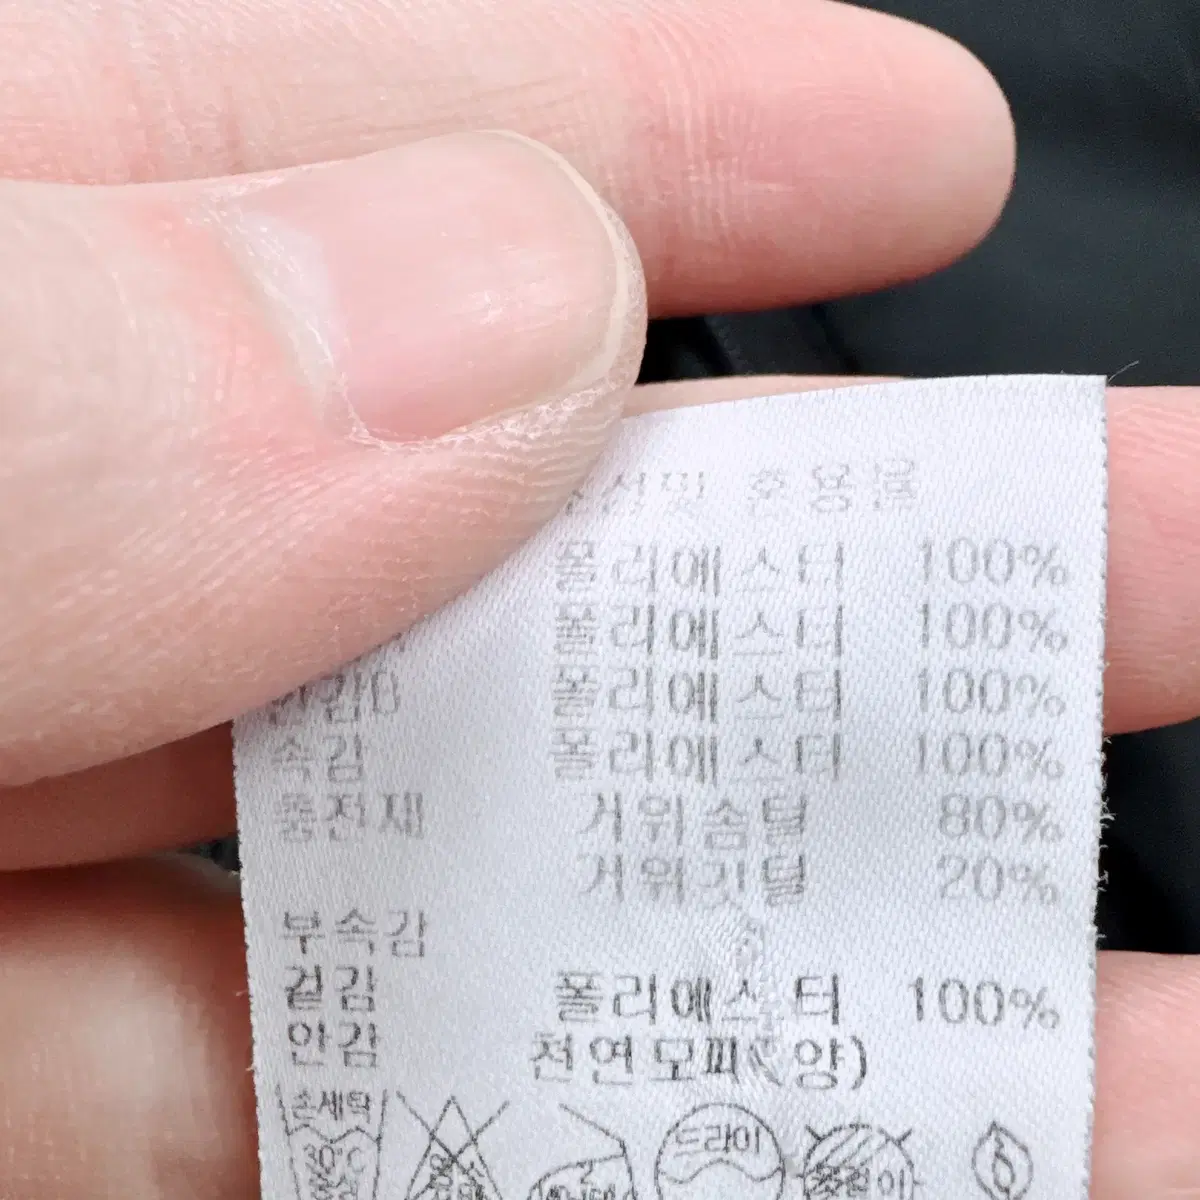 혼용율
폴리에스터 100%
폴리에스터 100%
폴리에스터 100%
속감 폴리에스터 100%
충전재 거위솜털 80%
거위깃털 20%
부속감
겉감 폴리에스터 100%
안감 천연모피(양)
손세탁 드라이
30°C